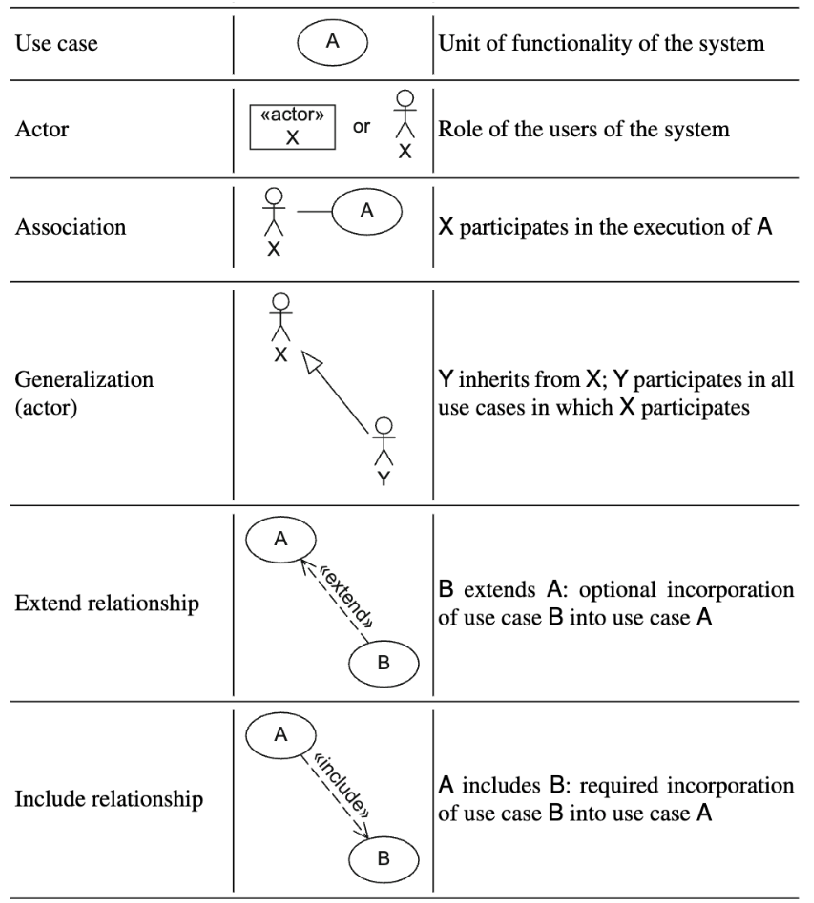 Use case
A
Unit of functionality of the system
Actor
«actor»
X
or
X
Role of the users of the system
Association
A
X
X participates in the execution of A
Generalization
(actor)
X
Y
Y inherits from X; Y participates in all
use cases in which X participates
Extend relationship
A
«extend»
B
B extends A: optional incorporation
of use case B into use case A
Include relationship
A
«include»
B
A includes B: required incorporation
of use case B into use case A